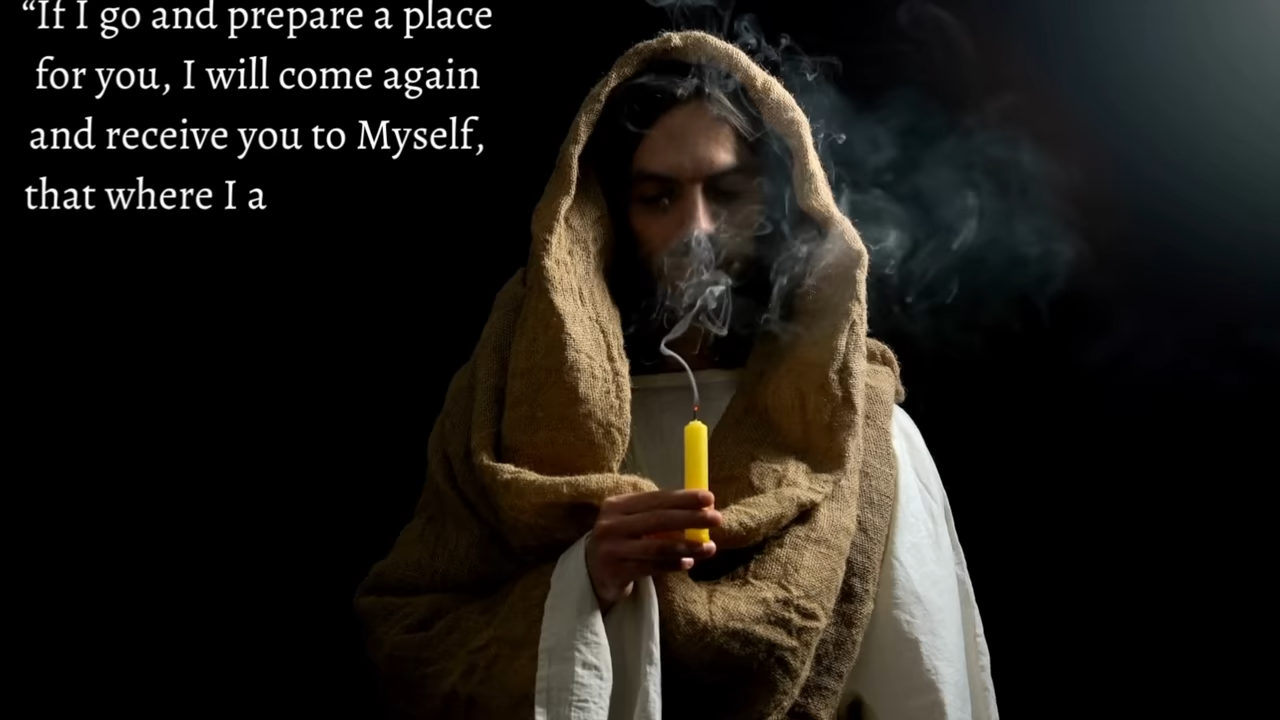 “If I go and prepare a place
for you, I will come again
and receive you to Myself,
that where I a